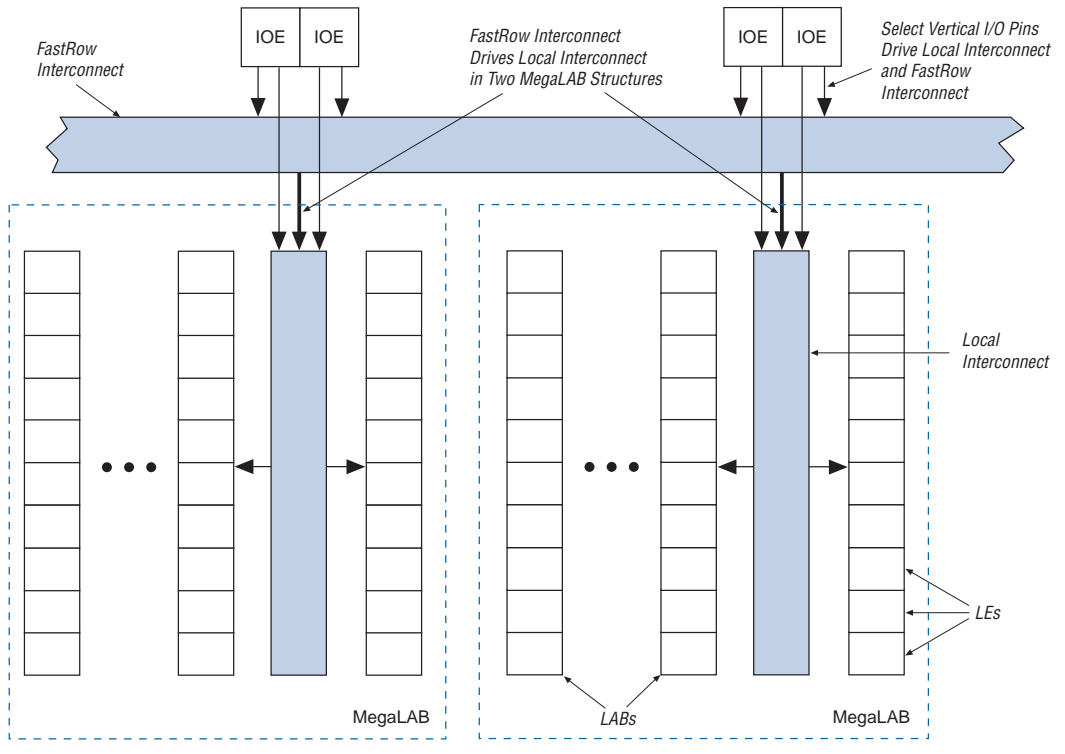 IOE IOE
IOE IOE
FastRow
Interconnect
FastRow Interconnect
Drives Local Interconnect
in Two MegaLAB Structures
Select Vertical I/O Pins
Drive Local Interconnect
and FastRow
Interconnect
Local
Interconnect
LEs
LABs
MegaLAB
MegaLAB